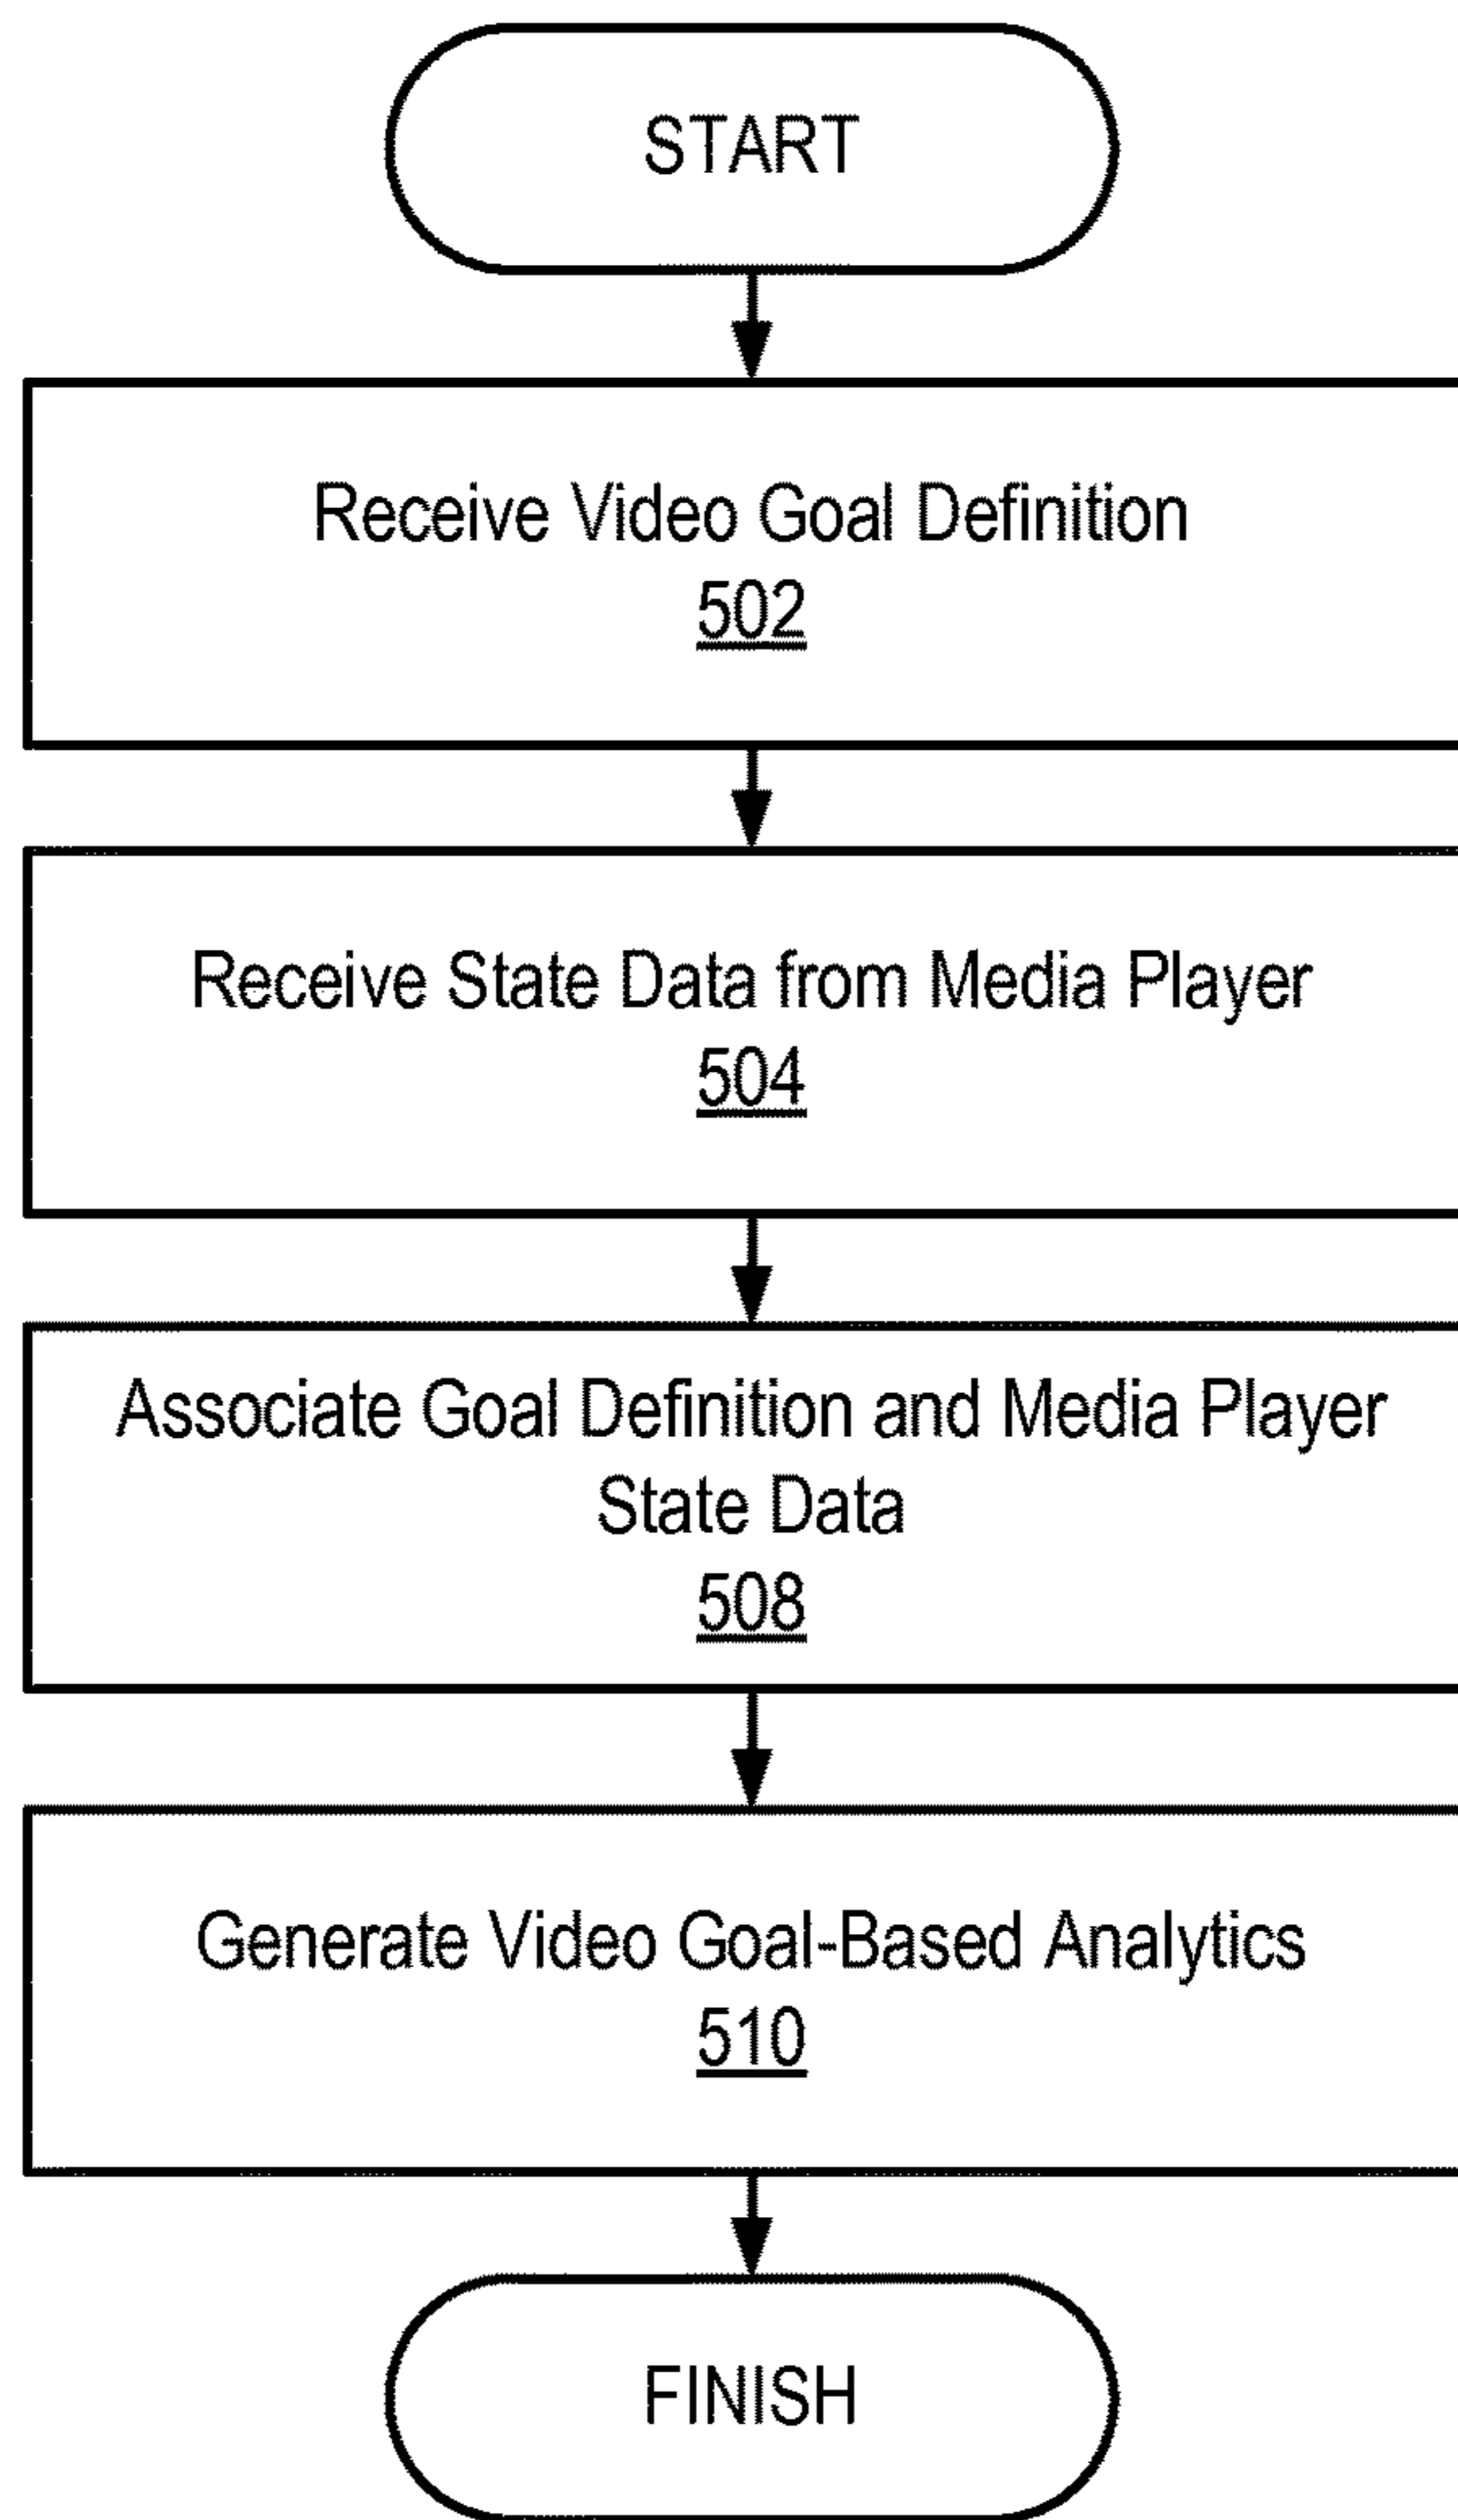 START
Receive Video Goal Definition
502
Receive State Data from Media Player
504
Associate Goal Definition and Media Player
State Data
508
Generate Video Goal-Based Analytics
510
FINISH